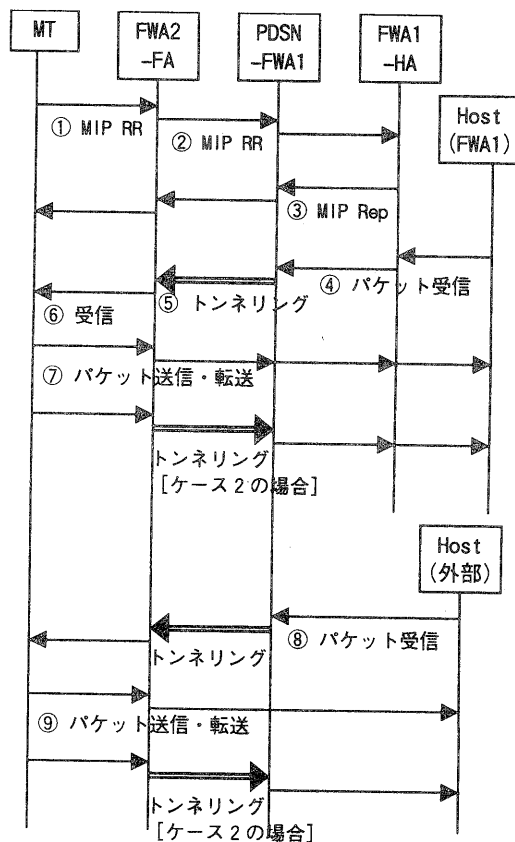 MT
FWA2
-FA
PDSN
-FWA1
FWA1
-HA
Host
(FWA1)
① MIP RR
② MIP RR
③ MIP Rep
④ パケット受信
⑤ トンネリング
⑥ 受信
⑦ パケット送信・転送
トンネリング
[ケース2の場合]
Host
(外部)
⑧ パケット受信
トンネリング
⑨ パケット送信・転送
トンネリング
[ケース2の場合]